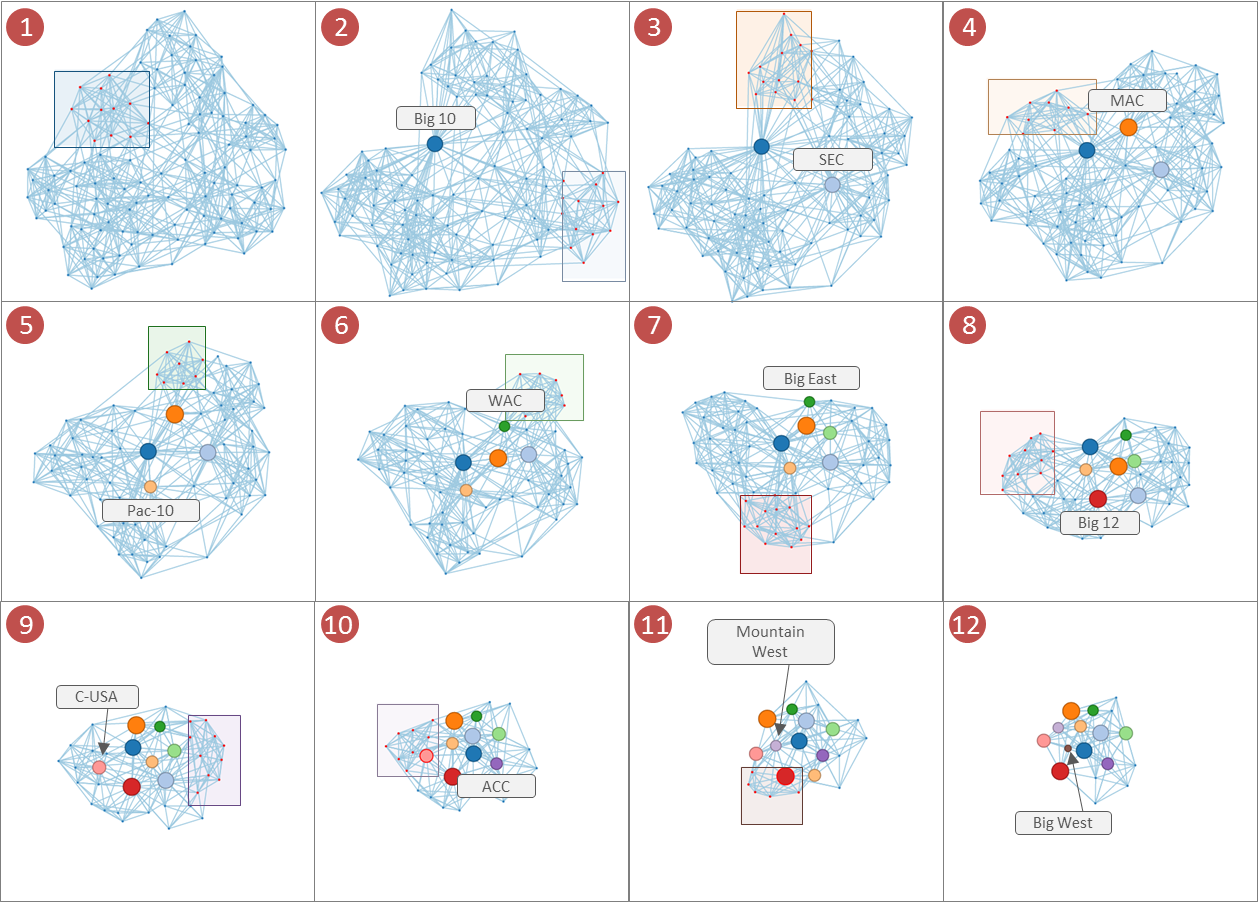 1
2
Big 10
3
SEC
4
MAC
5
Pac-10
6
WAC
7
Big East
8
Big 12
9
C-USA
10
ACC
11
Mountain
West
12
Big West